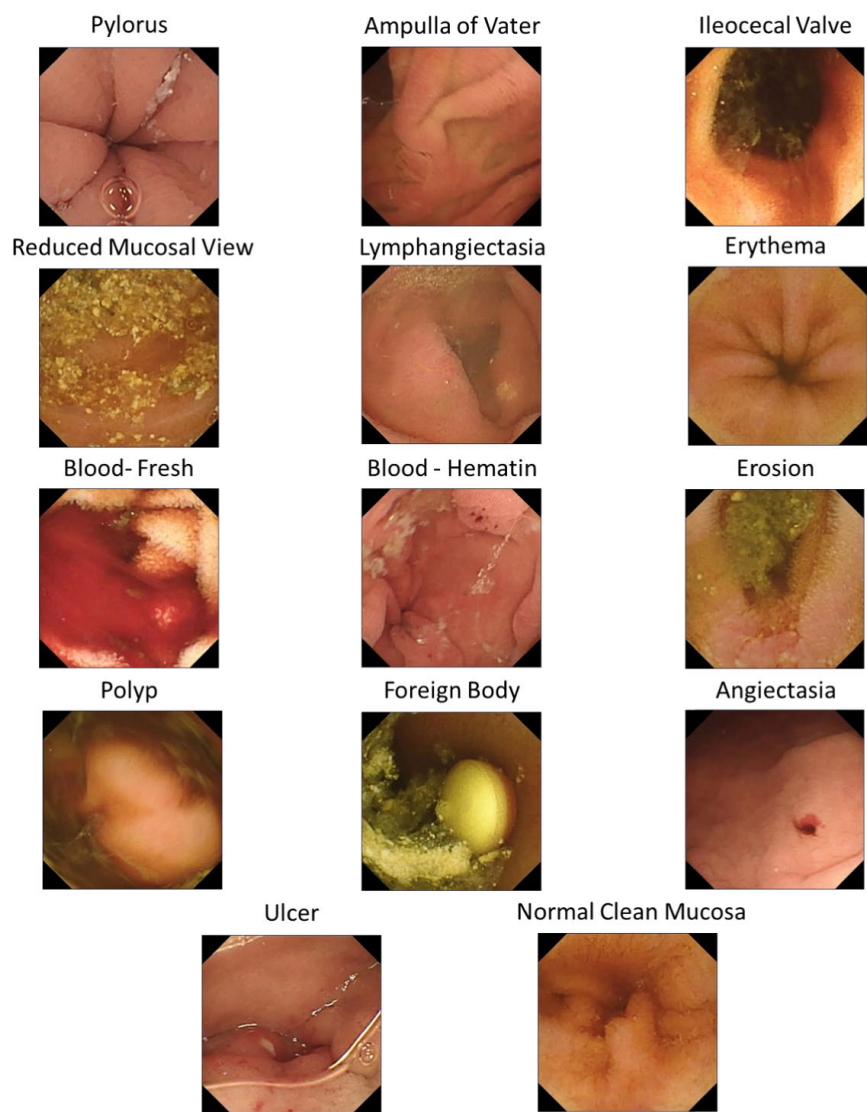 Pylorus
Ampulla of Vater
Ileocecal Valve
Reduced Mucosal View
Lymphangiectasia
Erythema
Blood- Fresh
Blood - Hematin
Erosion
Polyp
Foreign Body
Angiectasia
Ulcer
Normal Clean Mucosa